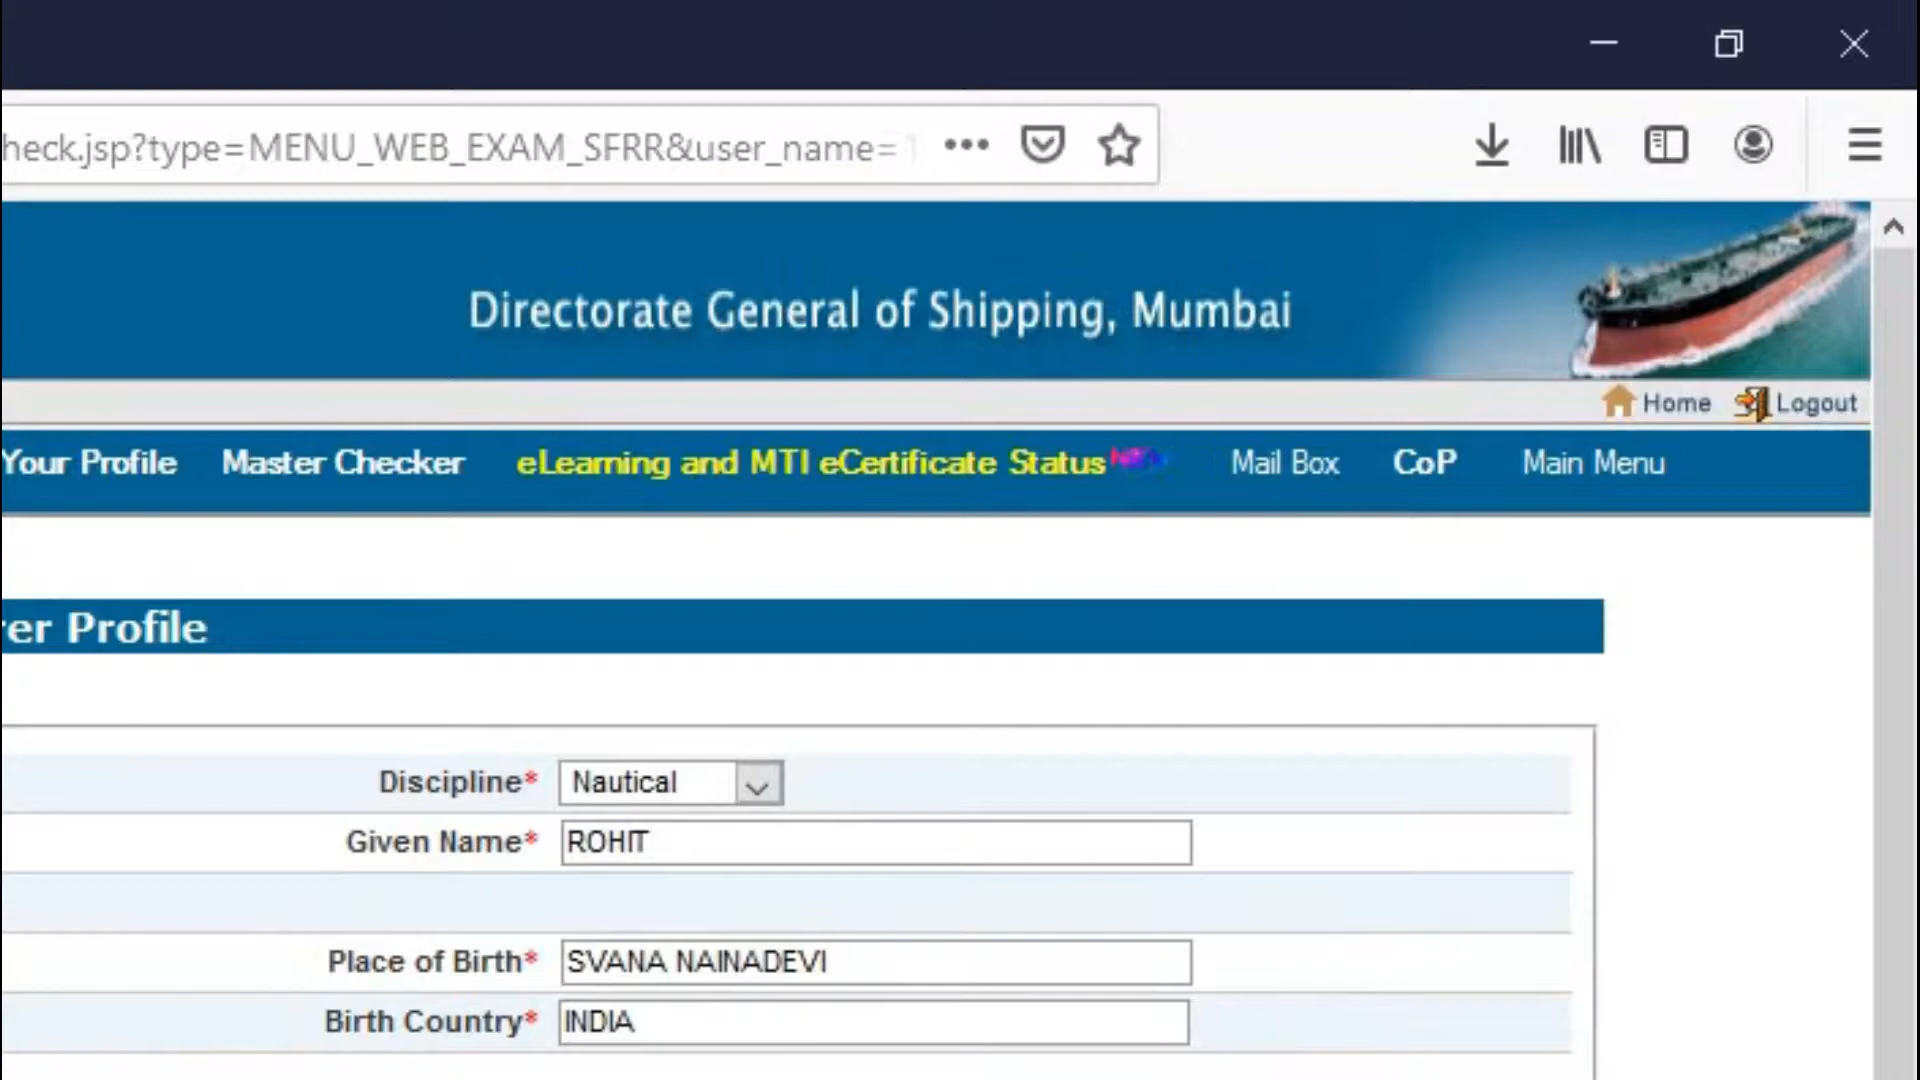 heck.jsp?type=MENU_WEB_EXAM_SFRR&user_name=
Directorate General of Shipping, Mumbai
Home Logout
Your Profile Master Checker eLearning and MTI eCertificate Status Mail Box CoP Main Menu
er Profile
Discipline* Nautical
Given Name* ROHIT
Place of Birth* SVANA NAINADEVI
Birth Country* INDIA